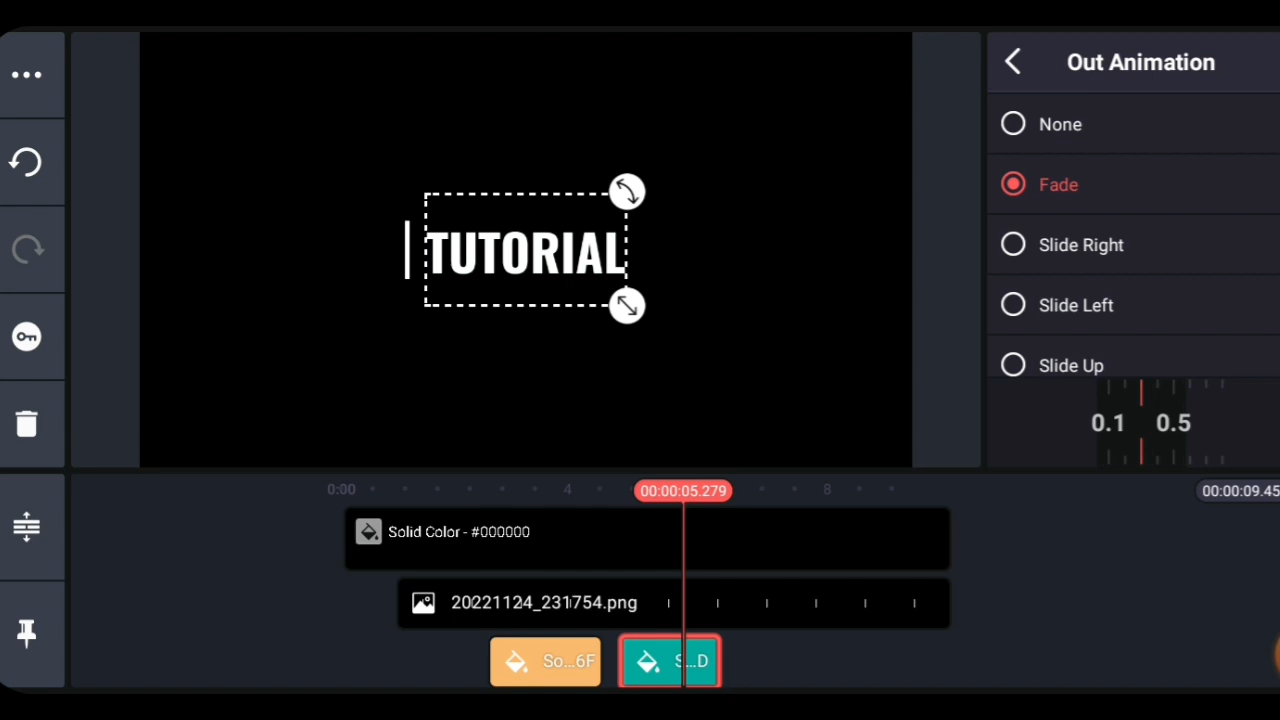 Out Animation
None
Fade
Slide Right
Slide Left
Slide Up
0.1 0.5
TUTORIAL
0:00 4 00:00:05.279 8 00:00:09.45
Solid Color - #000000
20221124_231754.png
So...6F S...D